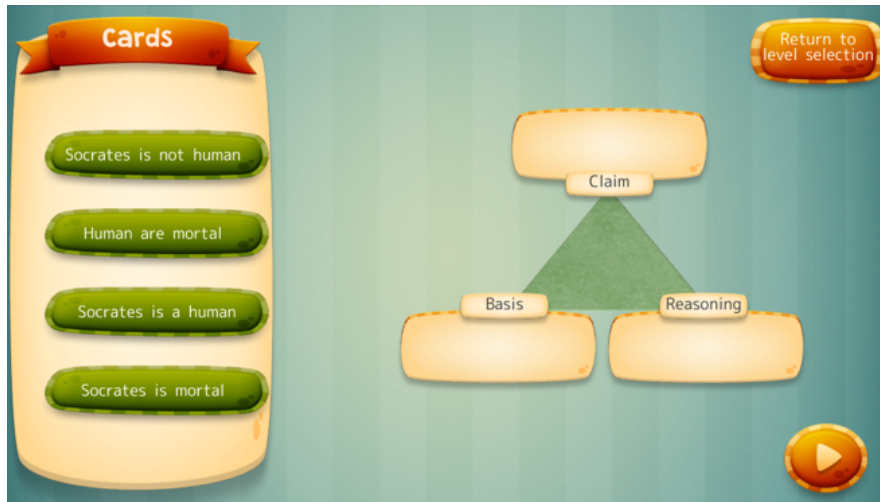 Cards
Socrates is not human
Human are mortal
Socrates is a human
Socrates is mortal
Return to
level selection
Claim
Basis
Reasoning